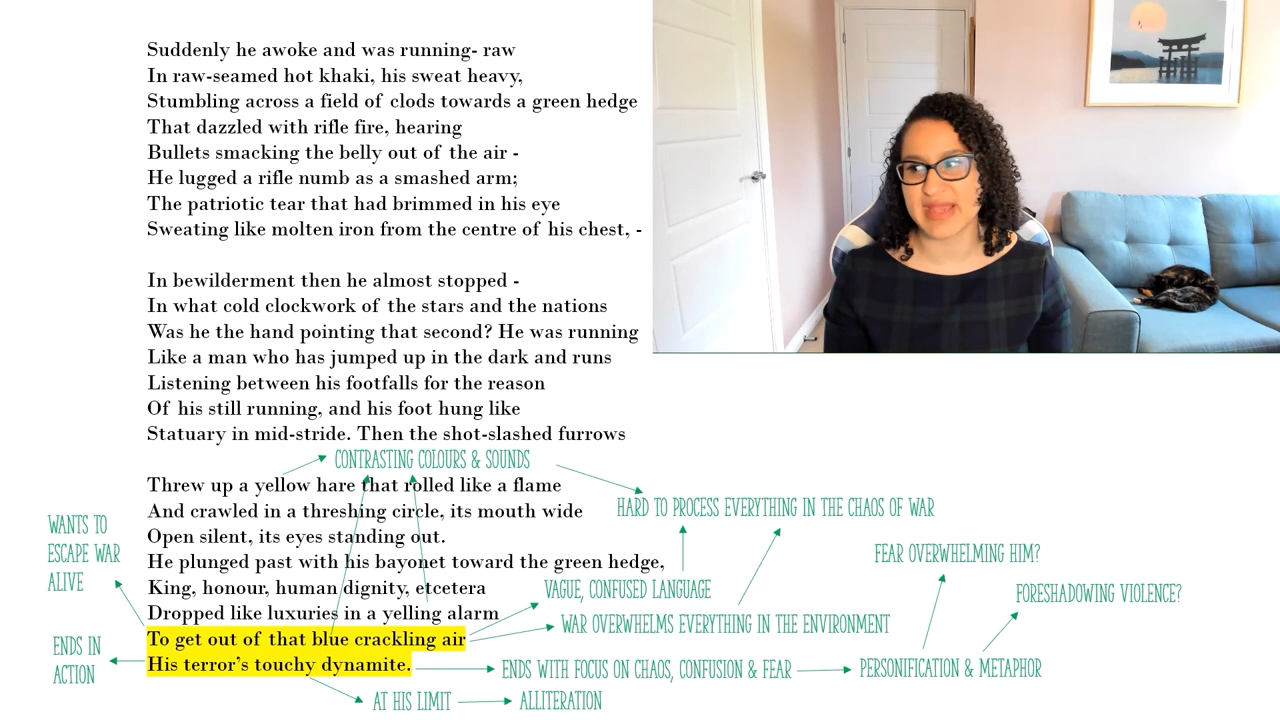 Suddenly he awoke and was running- raw
In raw-seamed hot khaki, his sweat heavy,
Stumbling across a field of clods towards a green hedge
That dazzled with rifle fire, hearing
Bullets smacking the belly out of the air -
He lugged a rifle numb as a smashed arm;
The patriotic tear that had brimmed in his eye
Sweating like molten iron from the centre of his chest, -
In bewilderment then he almost stopped -
In what cold clockwork of the stars and the nations
Was he the hand pointing that second? He was running
Like a man who has jumped up in the dark and runs
Listening between his footfalls for the reason
Of his still running, and his foot hung like
Statuary in mid-stride. Then the shot-slashed furrows
CONTRASTING COLOURS & SOUNDS
Threw up a yellow hare that rolled like a flame
And crawled in a threshing circle, its mouth wide
Open silent, its eyes standing out.
He plunged past with his bayonet toward the green hedge,
King, honour, human dignity, etcetera
Dropped like luxuries in a yelling alarm
To get out of that blue crackling air
His terror's touchy dynamite.
HARD TO PROCESS EVERYTHING IN THE CHAOS OF WAR
WANTS TO
ESCAPE WAR
ALIVE
FEAR OVERWHELMING HIM?
VAGUE, CONFUSED LANGUAGE
FORESHADOWING VIOLENCE?
WAR OVERWHELMS EVERYTHING IN THE ENVIRONMENT
ENDS IN
ACTION
ENDS WITH FOCUS ON CHAOS, CONFUSION & FEAR
PERSONIFICATION & METAPHOR
AT HIS LIMIT
ALLITERATION